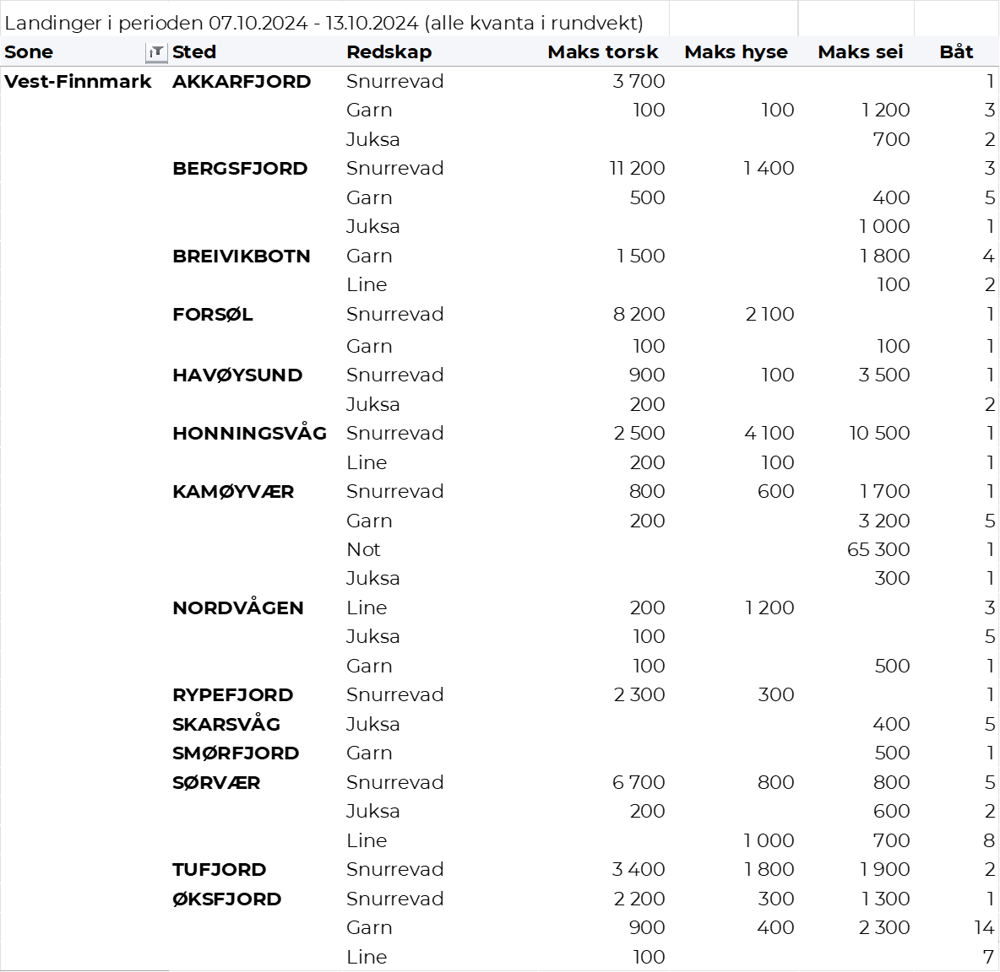 Landinger i perioden 07.10.2024 - 13.10.2024 (alle kvanta i rundvekt)
Sone Sted Redskap Maks torsk Maks hyse Maks sei Båt
Vest-Finnmark AKKARFJORD Snurrevad 3 700 1
Garn 100 100 1 200 3
Juksa 700 2
BERGSFJORD Snurrevad 11 200 1 400 3
Garn 500 400 5
Juksa 1 000 1
BREIVIKBOTN Garn 1 500 1 800 4
Line 100 2
FORSØL Snurrevad 8 200 2 100 1
Garn 100 100 1
HAVØYSUND Snurrevad 900 100 3 500 1
Juksa 200 2
HONNINGSVÅG Snurrevad 2 500 4 100 10 500 1
Line 200 100 1
KAMØYVÆR Snurrevad 800 600 1 700 1
Garn 200 3 200 5
Not 65 300 1
Juksa 300 1
NORDVÅGEN Line 200 1 200 3
Juksa 100 5
Garn 100 500 1
RYPEFJORD Snurrevad 2 300 300 1
SKARSVÅG Juksa 400 5
SMØRFJORD Garn 500 1
SØRVÆR Snurrevad 6 700 800 800 5
Juksa 200 600 2
Line 1 000 700 8
TUFJORD Snurrevad 3 400 1 800 1 900 2
ØKSFJORD Snurrevad 2 200 300 1 300 1
Garn 900 400 2 300 14
Line 100 7